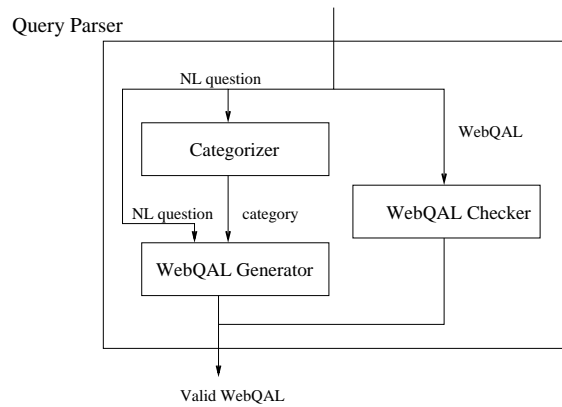 Query Parser
NL question
WebQAL
Categorizer
NL question
category
WebQAL Checker
WebQAL Generator
Valid WebQAL